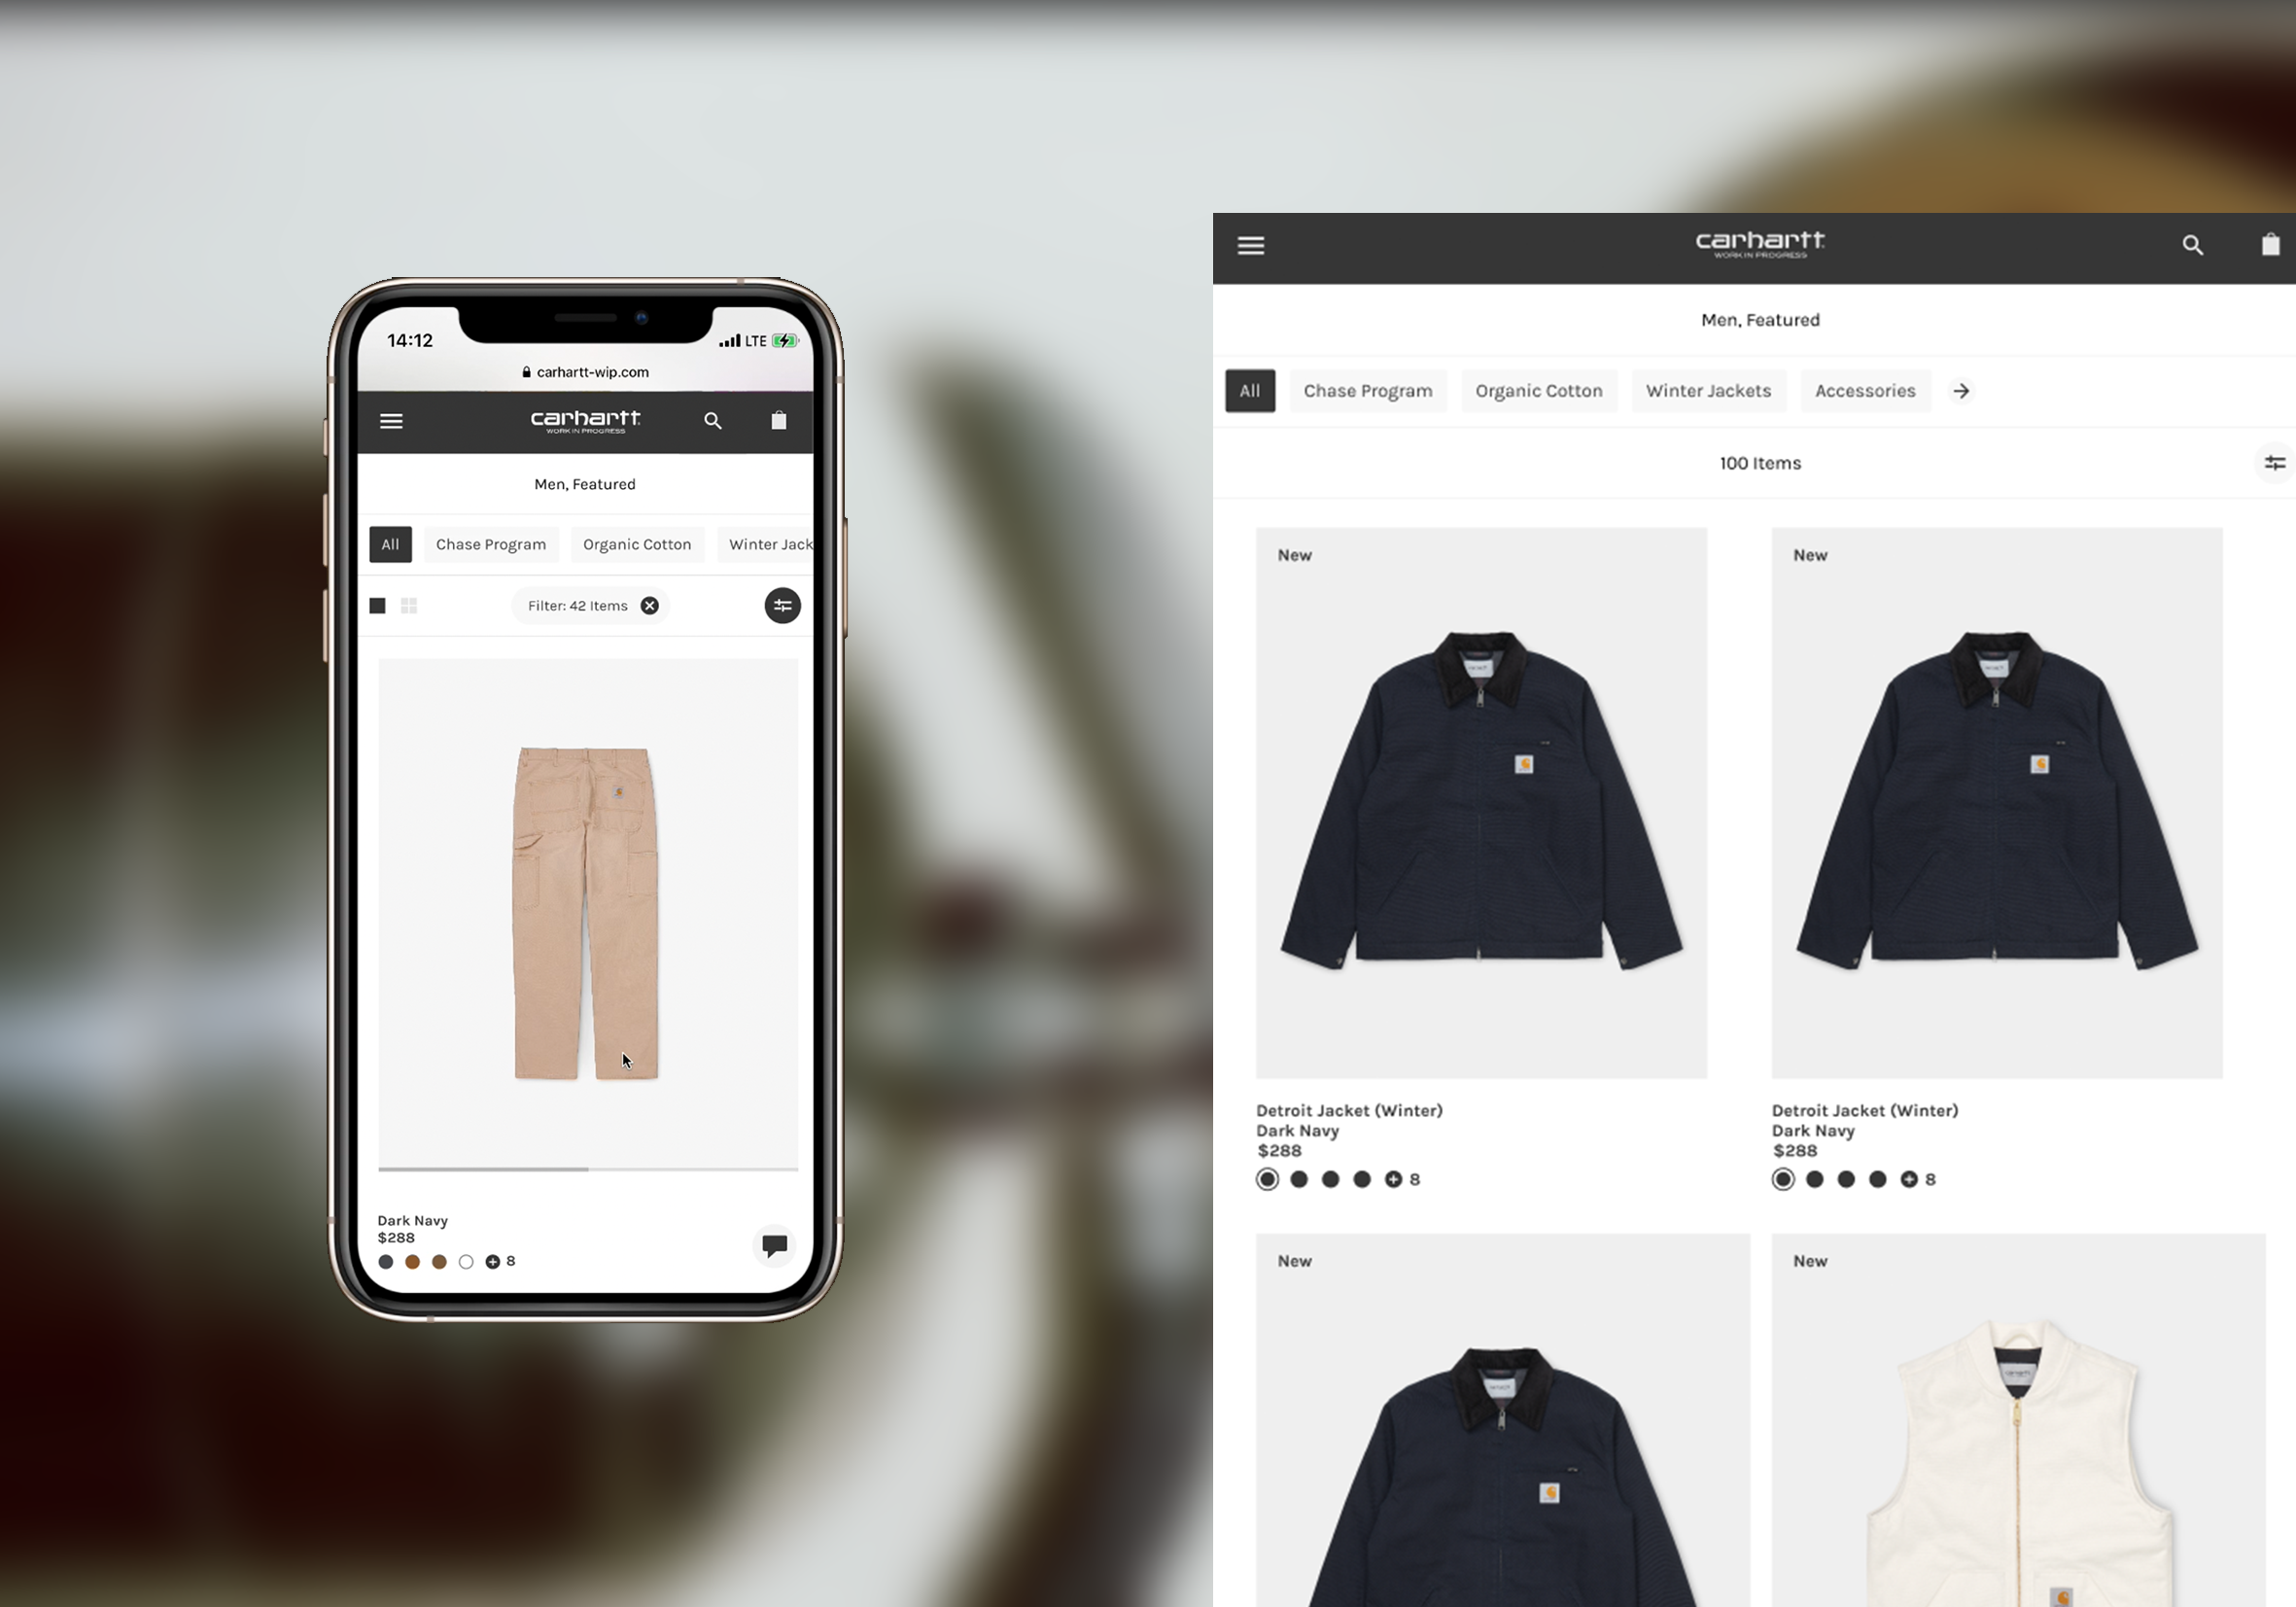 14:12
LTE
carhartt-wip.com
carhartt
WORK IN PROGRESS
Men, Featured
All
Chase Program
Organic Cotton
Winter Jack
Filter: 42 Items
Dark Navy
$288
8
carhartt
WORK IN PROGRESS
Men, Featured
All
Chase Program
Organic Cotton
Winter Jackets
Accessories
100 Items
New
New
Detroit Jacket (Winter)
Dark Navy
$288
8
Detroit Jacket (Winter)
Dark Navy
$288
8
New
New
carhartt